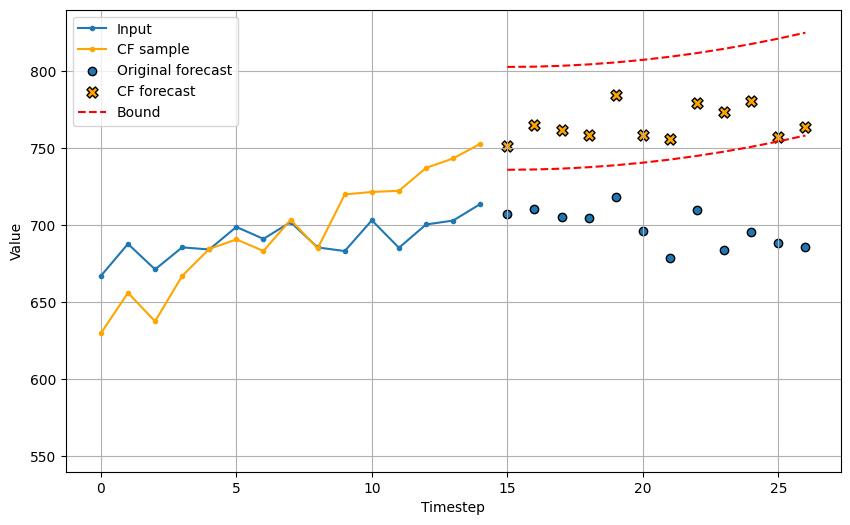 Input
CF sample
Original forecast
CF forecast
Bound
800
750
700
650
600
550
Value
0 5 10 15 20 25
Timestep